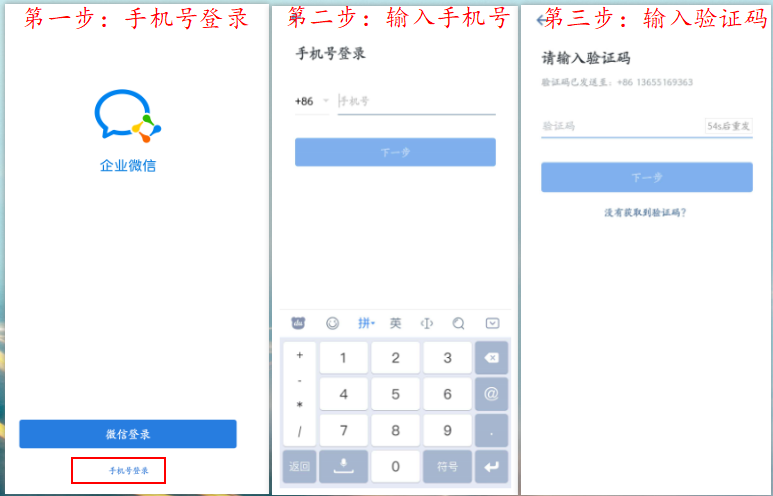 第一步：手机号登录
企业微信
微信登录
手机号登录
第二步：输入手机号
手机号登录
+86 手机号
下一步
du
拼 英
+ 1 2 3
- 4 5 6 @
*
/ 7 8 9 .
返回 0 符号
第三步：输入验证码
请输入验证码
验证码已发送至：+86 13655169363
验证码 54s后重发
下一步
没有获取到验证码？